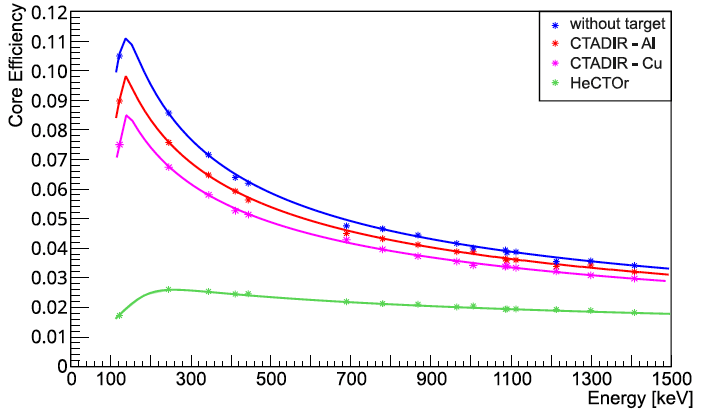 Core Efficiency
0.12
0.11
0.10
0.09
0.08
0.07
0.06
0.05
0.04
0.03
0.02
0.01
0
without target
CTADIR - Al
CTADIR - Cu
HeCTOr
0 100 300 500 700 900 1100 1300 1500
Energy [keV]